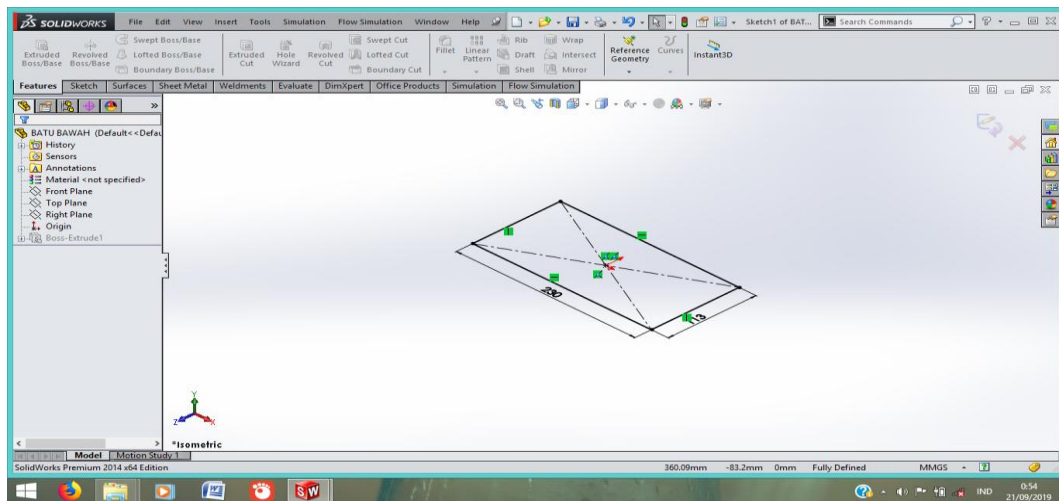 SOLIDWORKS File Edit View Insert Tools Simulation Flow Simulation Window Help Sketch1 of BAT... Search Commands
Extruded Boss/Base
Revolved Boss/Base
Swept Boss/Base
Lofted Boss/Base
Boundary Boss/Base
Extruded Cut
Hole Wizard
Revolved Cut
Swept Cut
Lofted Cut
Boundary Cut
Fillet
Linear Pattern
Rib
Draft
Shell
Wrap
Intersect
Mirror
Reference Geometry
Curves
Instant3D
Features Sketch Surfaces Sheet Metal Weldments Evaluate DimXpert Office Products Simulation Flow Simulation
BATU BAWAH (Default<<Defau
History
Sensors
Annotations
Material <not specified>
Front Plane
Top Plane
Right Plane
Origin
Boss-Extrude1
230
Y
Z
X
*Isometric
Model Motion Study 1
SolidWorks Premium 2014 x64 Edition 360.09mm -83.2mm 0mm Fully Defined MMGS
IND
0:54
21/09/2019